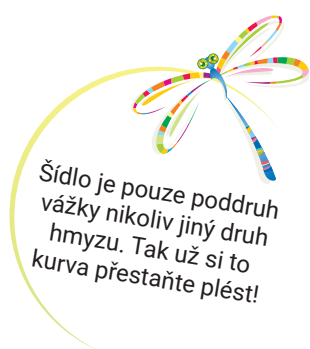 Šídlo je pouze poddruh
vážky nikoliv jiný druh
hmyzu. Tak už si to
kurva přestaňte plést!